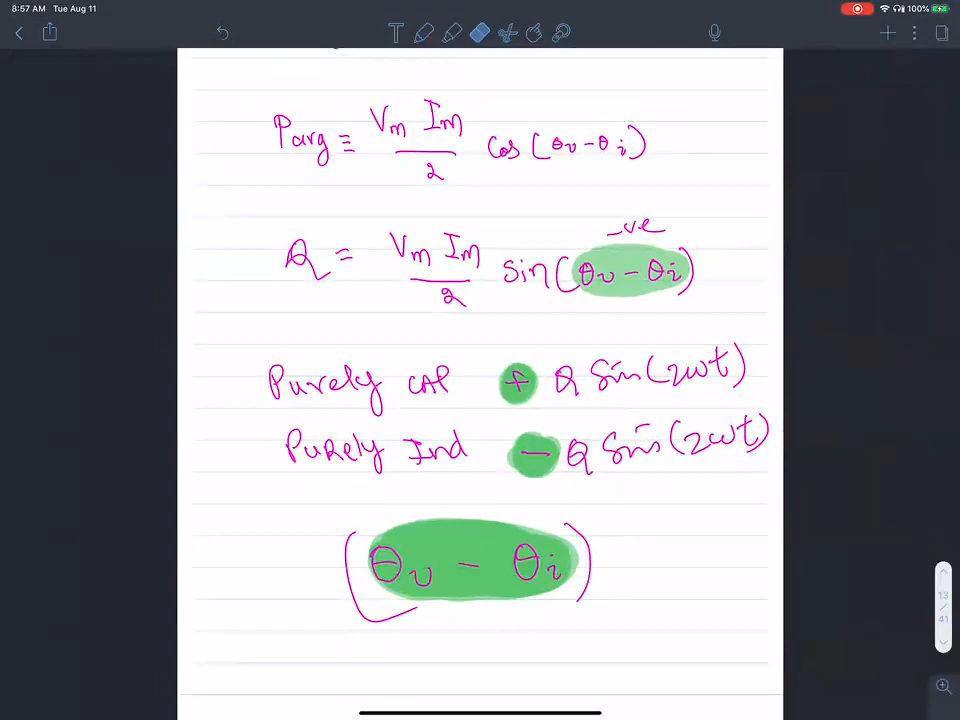 8:57 AM Tue Aug 11
100%
Pavg ≡ Vm Im / 2 cos (θv - θi)
-ve
Q = Vm Im / 2 sin (θv - θi)
Purely CAP + Q sin (2ωt)
Purely Ind - Q sin (2ωt)
(θv - θi)
13
/
41